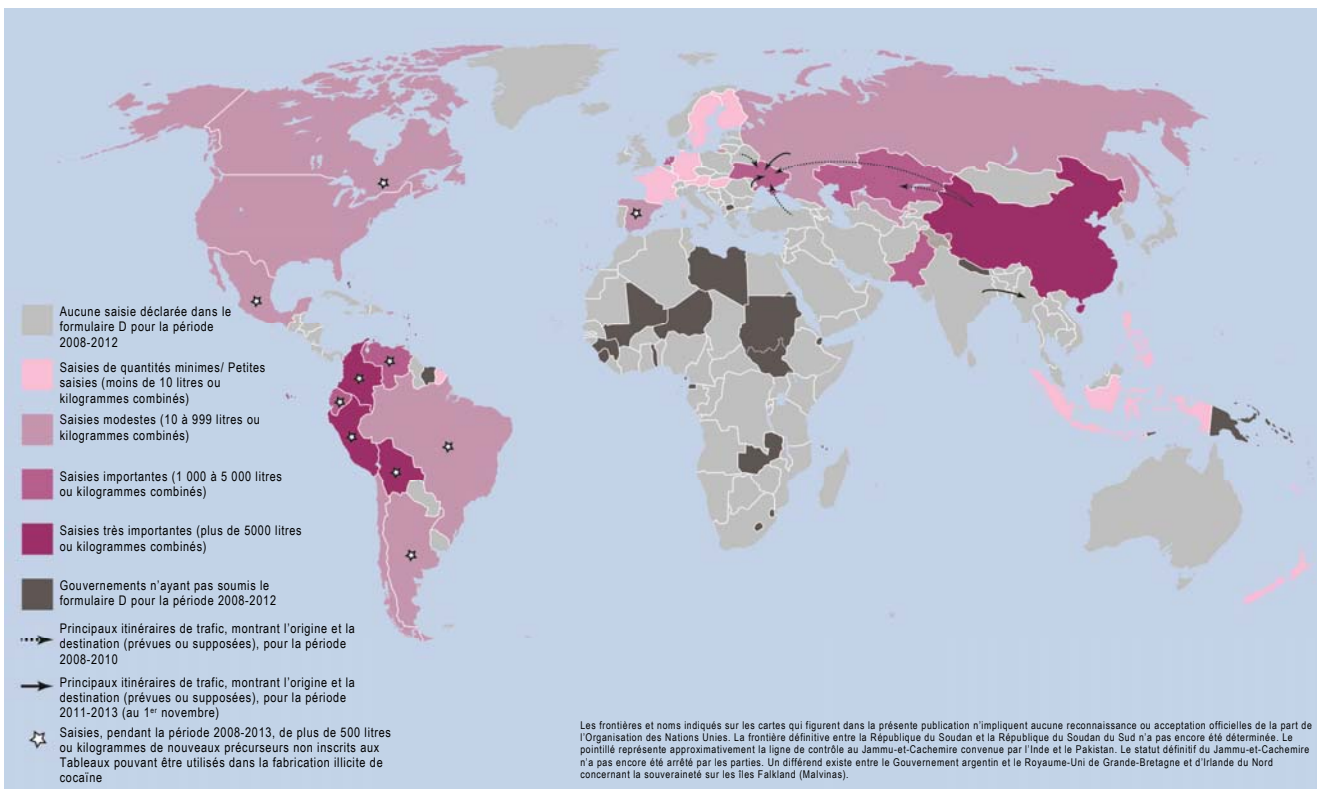 Aucune saisie déclarée dans le
formulaire D pour la période
2008-2012
Saisies de quantités minimes/ Petites
saisies (moins de 10 litres ou
kilogrammes combinés)
Saisies modestes (10 à 999 litres ou
kilogrammes combinés)
Saisies importantes (1 000 à 5 000 litres
ou kilogrammes combinés)
Saisies très importantes (plus de 5000 litres
ou kilogrammes combinés)
Gouvernements n'ayant pas soumis le
formulaire D pour la période 2008-2012
Principaux itinéraires de trafic, montrant l'origine et la
destination (prévues ou supposées), pour la période
2008-2010
Principaux itinéraires de trafic, montrant l'origine et la
destination (prévues ou supposées), pour la période
2011-2013 (au 1er novembre)
Saisies, pendant la période 2008-2013, de plus de 500 litres
ou kilogrammes de nouveaux précurseurs non inscrits aux
Tableaux pouvant être utilisés dans la fabrication illicite de
cocaïne
Les frontières et noms indiqués sur les cartes qui figurent dans la présente publication n'impliquent aucune reconnaissance ou acceptation officielles de la part de
l'Organisation des Nations Unies. La frontière définitive entre la République du Soudan et la République du Soudan du Sud n'a pas encore été déterminée. Le
pointillé représente approximativement la ligne de contrôle au Jammu-et-Cachemire convenue par l'Inde et le Pakistan. Le statut définitif du Jammu-et-Cachemire
n'a pas encore été arrêté par les parties. Un différend existe entre le Gouvernement argentin et le Royaume-Uni de Grande-Bretagne et d'Irlande du Nord
concernant la souveraineté sur les îles Falkland (Malvinas).